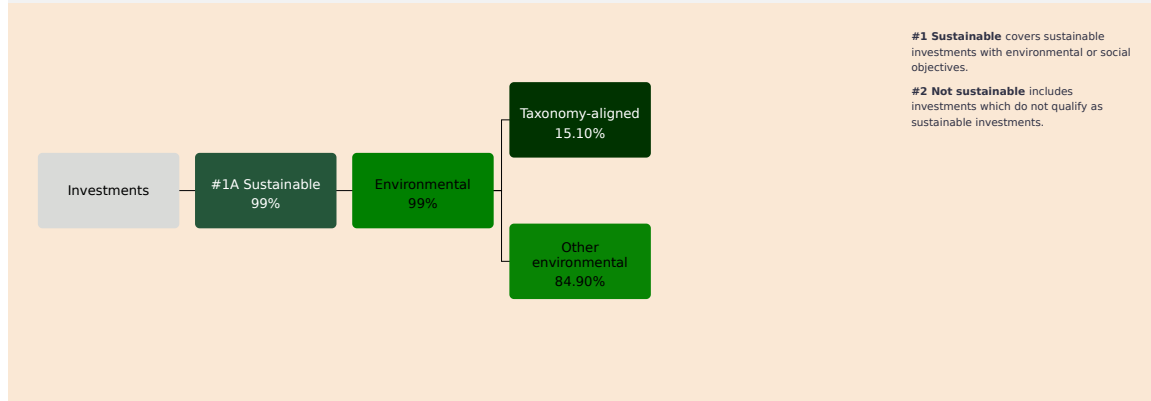 #1 Sustainable covers sustainable
investments with environmental or social
objectives.
#2 Not sustainable includes
investments which do not qualify as
sustainable investments.
Taxonomy-aligned
15.10%
Investments
#1A Sustainable
99%
Environmental
99%
Other
environmental
84.90%